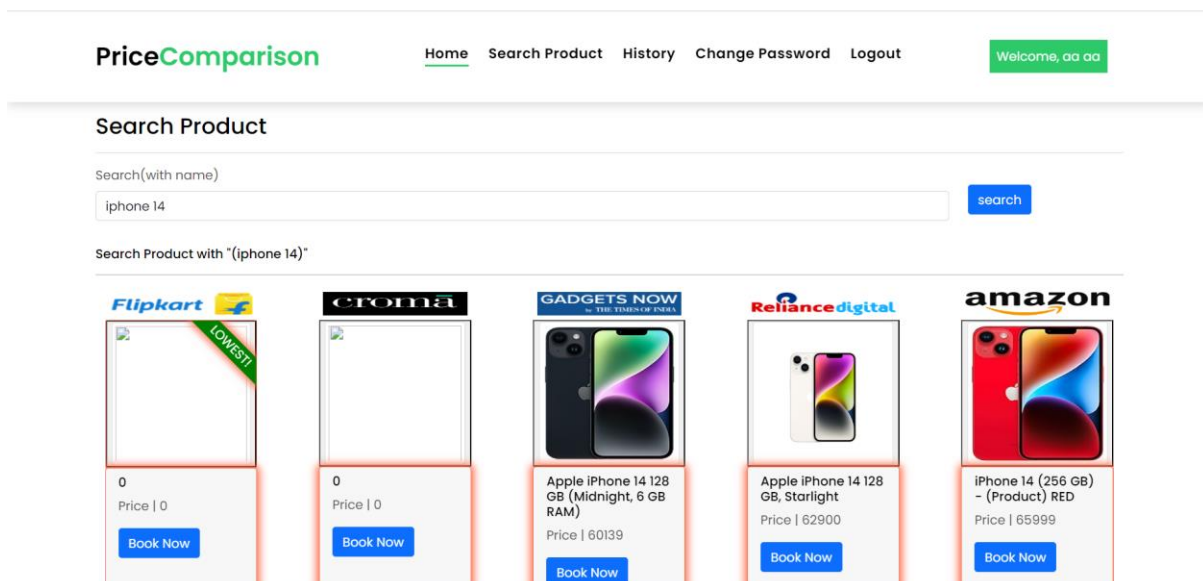 PriceComparison
Home Search Product History Change Password Logout
Welcome, aa aa
Search Product
Search(with name)
iphone 14
search
Search Product with "(iphone 14)"
Flipkart
LOWEST!
0
Price | 0
Book Now
cromā
0
Price | 0
Book Now
GADGETS NOW
by THE TIMES OF INDIA
Apple iPhone 14 128
GB (Midnight, 6 GB
RAM)
Price | 60139
Book Now
Reliance digital
Apple iPhone 14 128
GB, Starlight
Price | 62900
Book Now
amazon
iPhone 14 (256 GB)
- (Product) RED
Price | 65999
Book Now